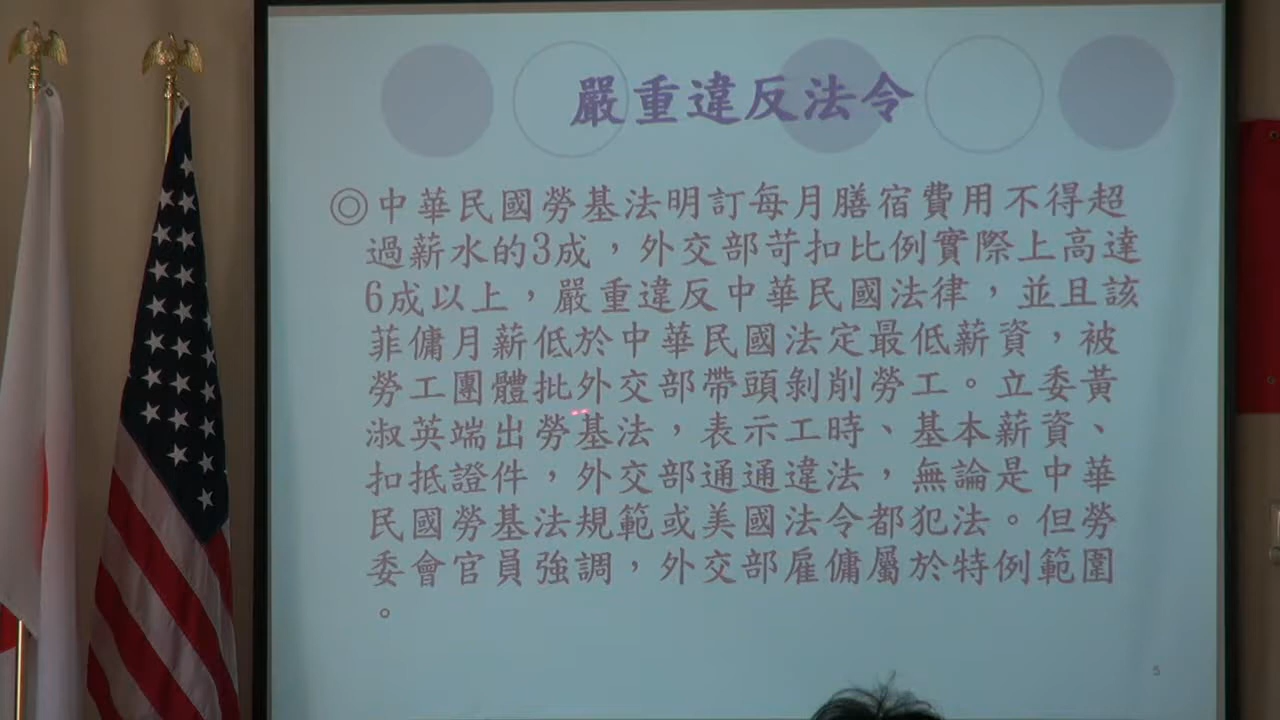 嚴重違反法令
◎中華民國勞基法明訂每月膳宿費用不得超
過薪水的3成，外交部苛扣比例實際上高達
6成以上，嚴重違反中華民國法律，並且該
菲傭月薪低於中華民國法定最低薪資，被
勞工團體批外交部帶頭剝削勞工。立委黃
淑英端出勞基法，表示工時、基本薪資、
扣抵證件，外交部通通違法，無論是中華
民國勞基法規範或美國法令都犯法。但勞
委會官員強調，外交部雇傭屬於特例範圍
。
5